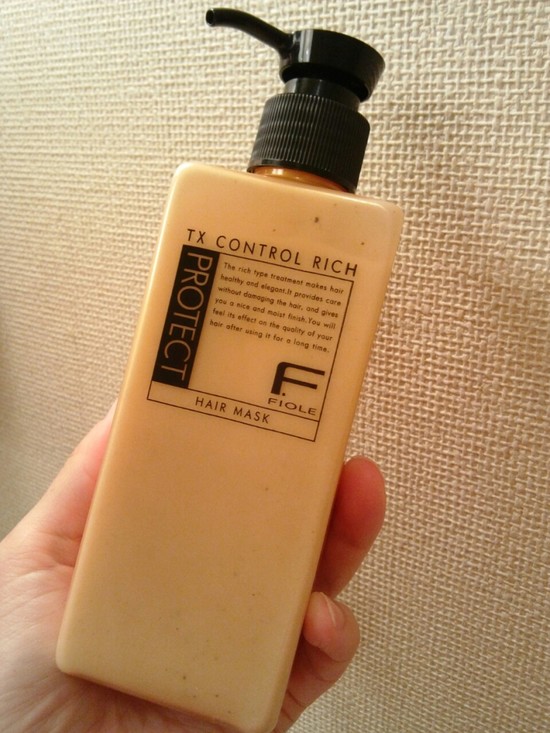 TX CONTROL RICH
PROTECT
The rich type treatment makes hair
healthy and elegant.It provides care
without damaging the hair, and gives
you a nice and moist finish.You will
feel its effect on the quality of your
hair after using it for a long time.
F.
FIOLE
HAIR MASK